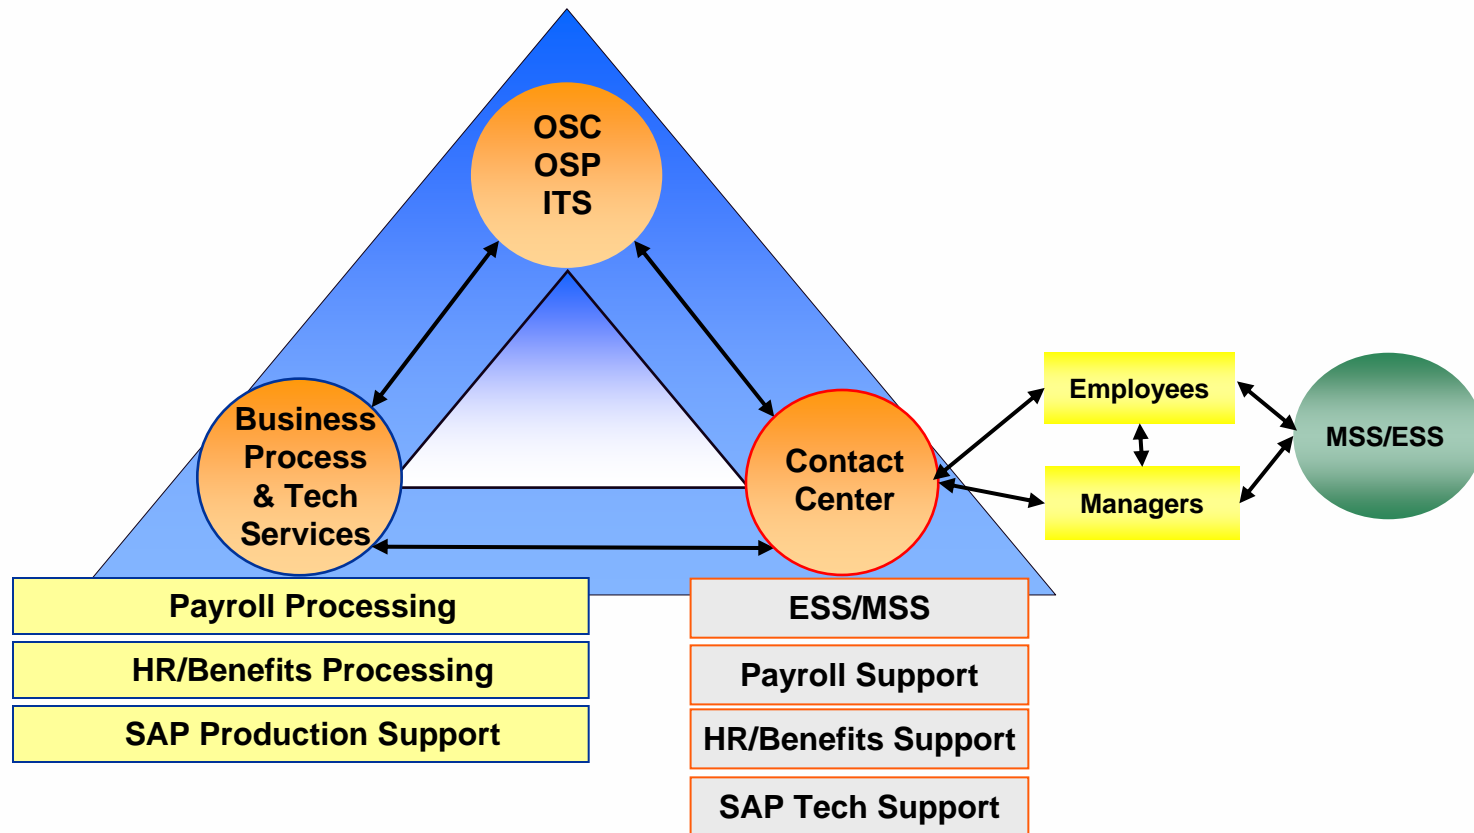 OSC
OSP
ITS
Business
Process
& Tech
Services
Contact
Center
Employees
Managers
MSS/ESS
Payroll Processing
HR/Benefits Processing
SAP Production Support
ESS/MSS
Payroll Support
HR/Benefits Support
SAP Tech Support